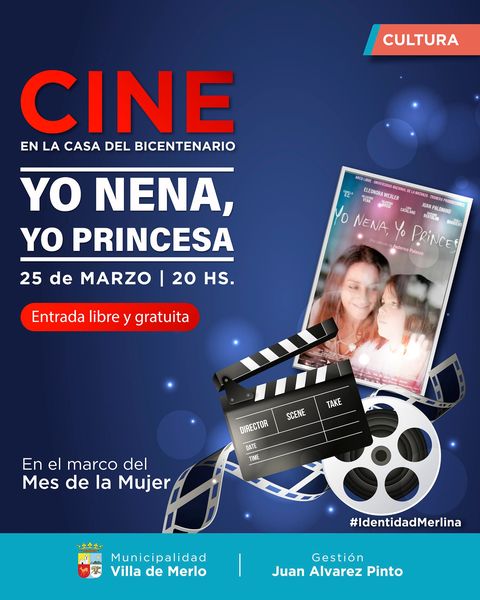 CULTURA
CINE
EN LA CASA DEL BICENTENARIO
YO NENA,
YO PRINCESA
25 de MARZO | 20 HS.
Entrada libre y gratuita
ELEONORA WEXLER
JUAN PALOMINO
YO NENA, YO PRINCESA
DIRECTOR
SCENE
TAKE
DATE
TIME
En el marco del
Mes de la Mujer
#IdentidadMerlina
Municipalidad
Villa de Merlo
Gestión
Juan Alvarez Pinto